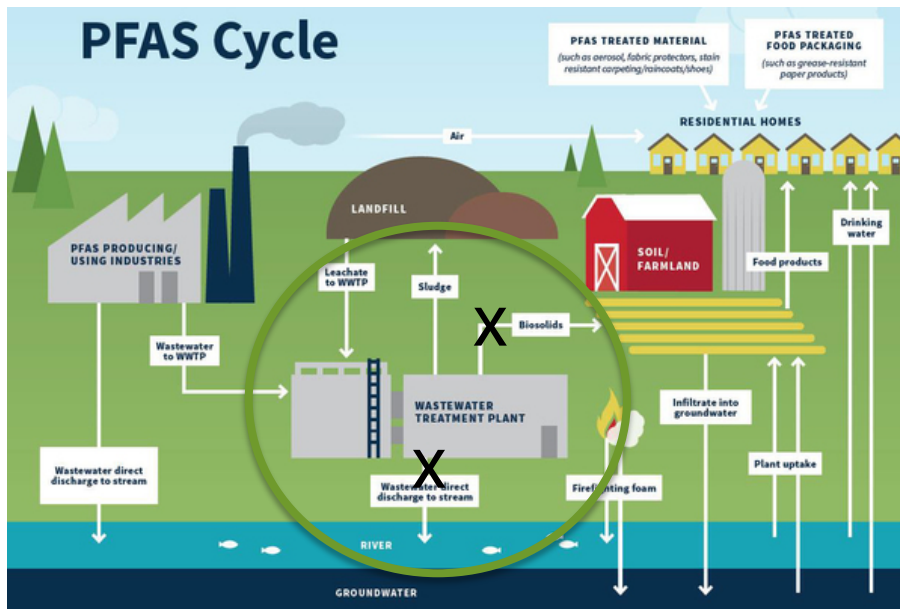 PFAS Cycle
PFAS TREATED MATERIAL
(such as aerosol, fabric protectors, stain
resistant carpeting/raincoats/shoes)
PFAS TREATED
FOOD PACKAGING
(such as grease-resistant
paper products)
RESIDENTIAL HOMES
Air
LANDFILL
PFAS PRODUCING/
USING INDUSTRIES
SOIL/
FARMLAND
Drinking
water
Food products
Leachate
to WWTP
Sludge
X
Biosolids
Wastewater
to WWTP
WASTEWATER
TREATMENT PLANT
Infiltrate into
groundwater
X
Wastewater direct
discharge to stream
Wastewater direct
discharge to stream
Firefighting foam
Plant uptake
RIVER
GROUNDWATER